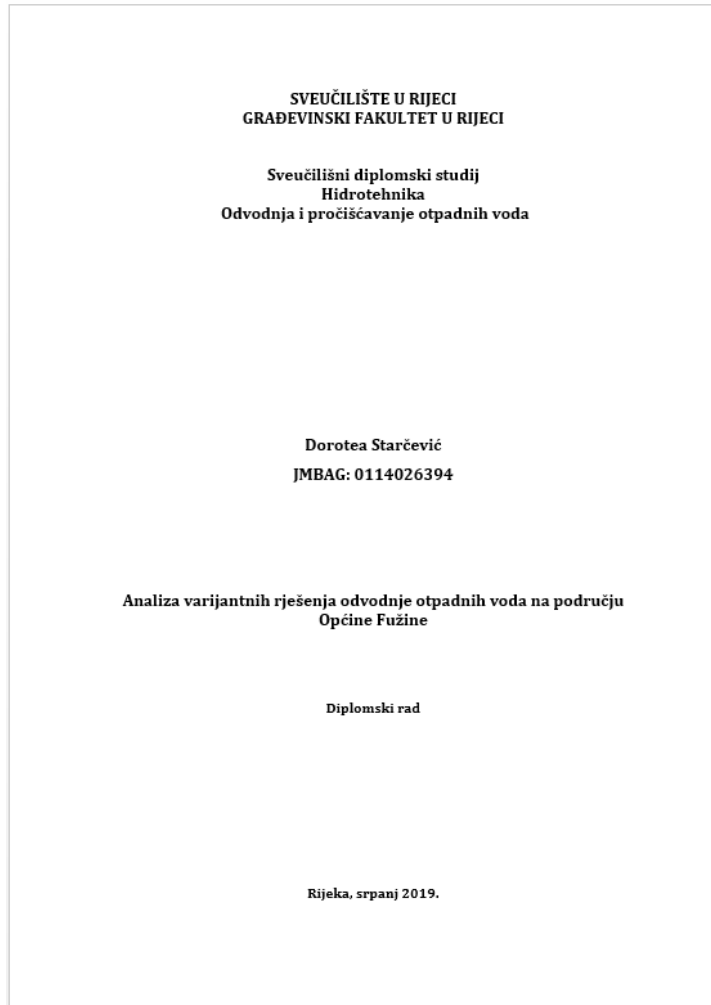 SVEUČILIŠTE U RIJECI
GRAĐEVINSKI FAKULTET U RIJECI
Sveučilišni diplomski studij
Hidrotehnika
Odvodnja i pročišćavanje otpadnih voda
Dorotea Starčević
JMBAG: 0114026394
Analiza varijantnih rješenja odvodnje otpadnih voda na području
Općine Fužine
Diplomski rad
Rijeka, srpanj 2019.